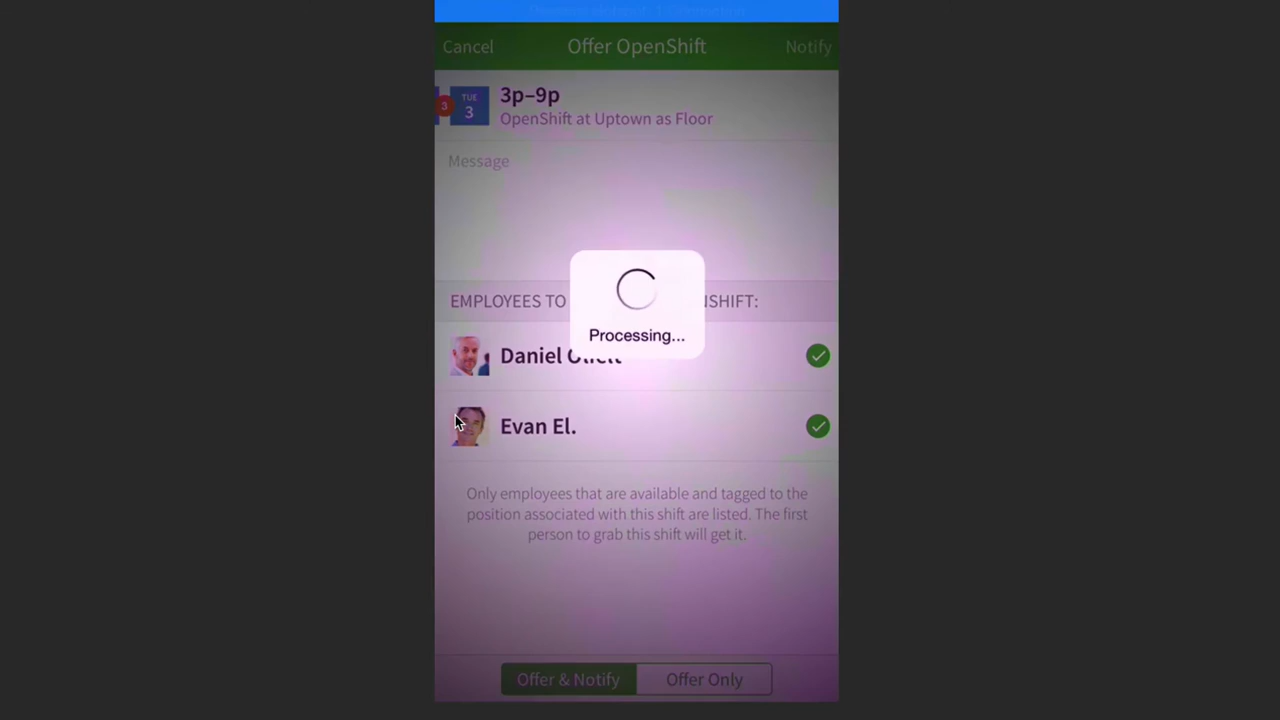 Cancel
Offer OpenShift
Notify
3
TUE
3
3p–9p
OpenShift at Uptown as Floor
Message
EMPLOYEES TO
NSHIFT:
Processing...
Daniel
Evan El.
Only employees that are available and tagged to the
position associated with this shift are listed. The first
person to grab this shift will get it.
Offer & Notify
Offer Only